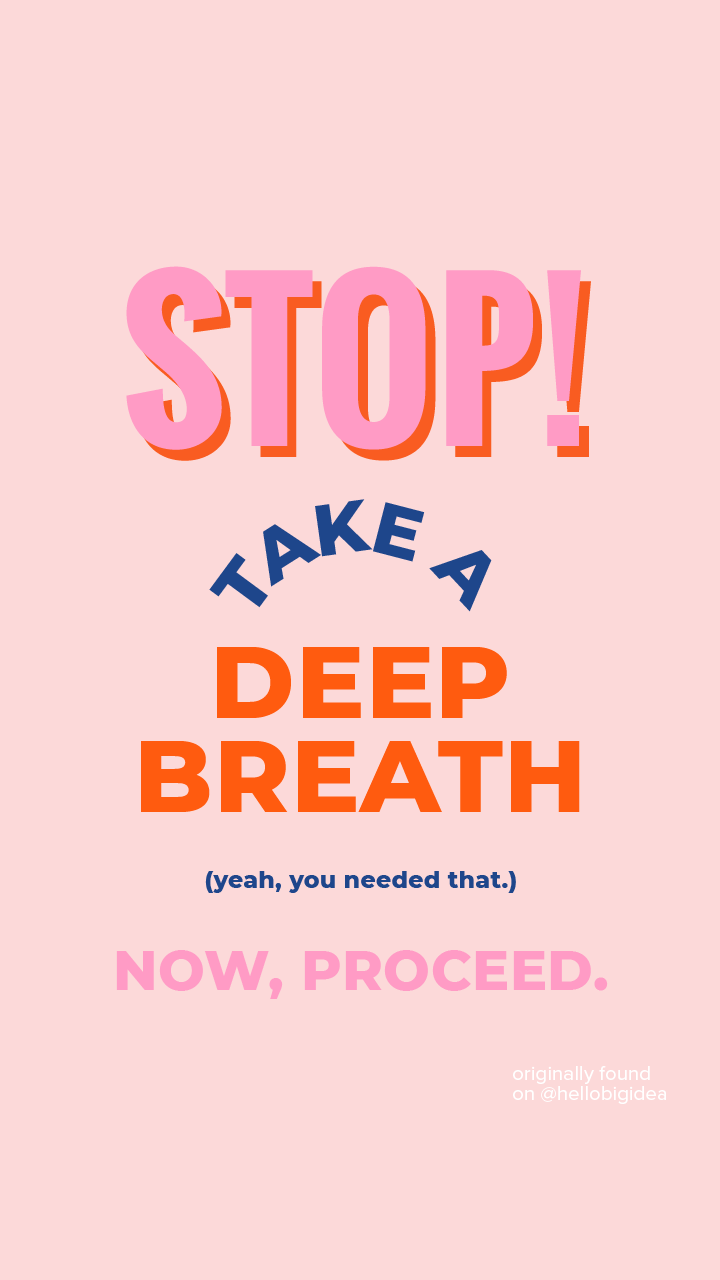 STOP!
TAKE A
DEEP
BREATH
(yeah, you needed that.)
NOW, PROCEED.
originally found
on @hellobigidea